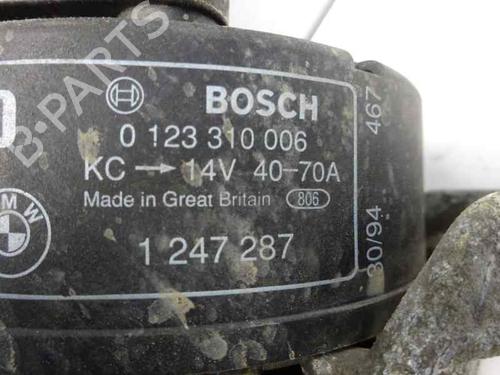 B-PARTS
BOSCH
0 123 310 006
KC → 14V 40-70A
Made in Great Britain 806
1 247 287
467
30/94
BMW